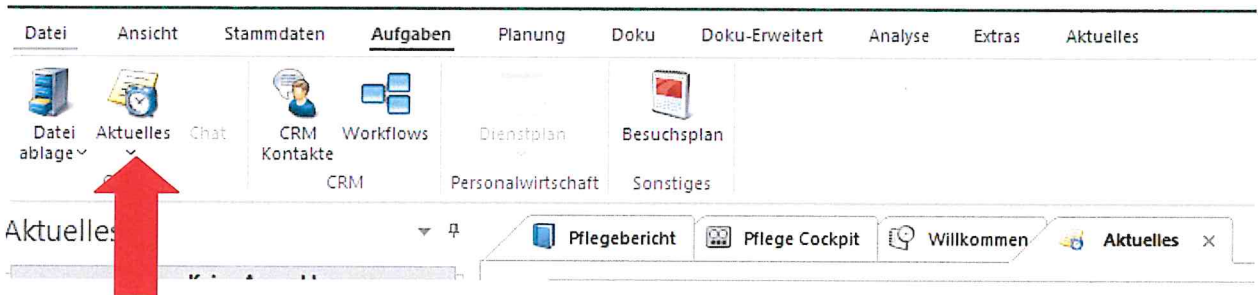 Datei Ansicht Stammdaten Aufgaben Planung Doku Doku-Erweitert Analyse Extras Aktuelles
Datei Aktuelles Chat CRM Workflows Dienstplan Besuchsplan
ablage Kontakte
CRM Personalwirtschaft Sonstiges
Aktuelles
Pflegebericht Pflege Cockpit Willkommen Aktuelles